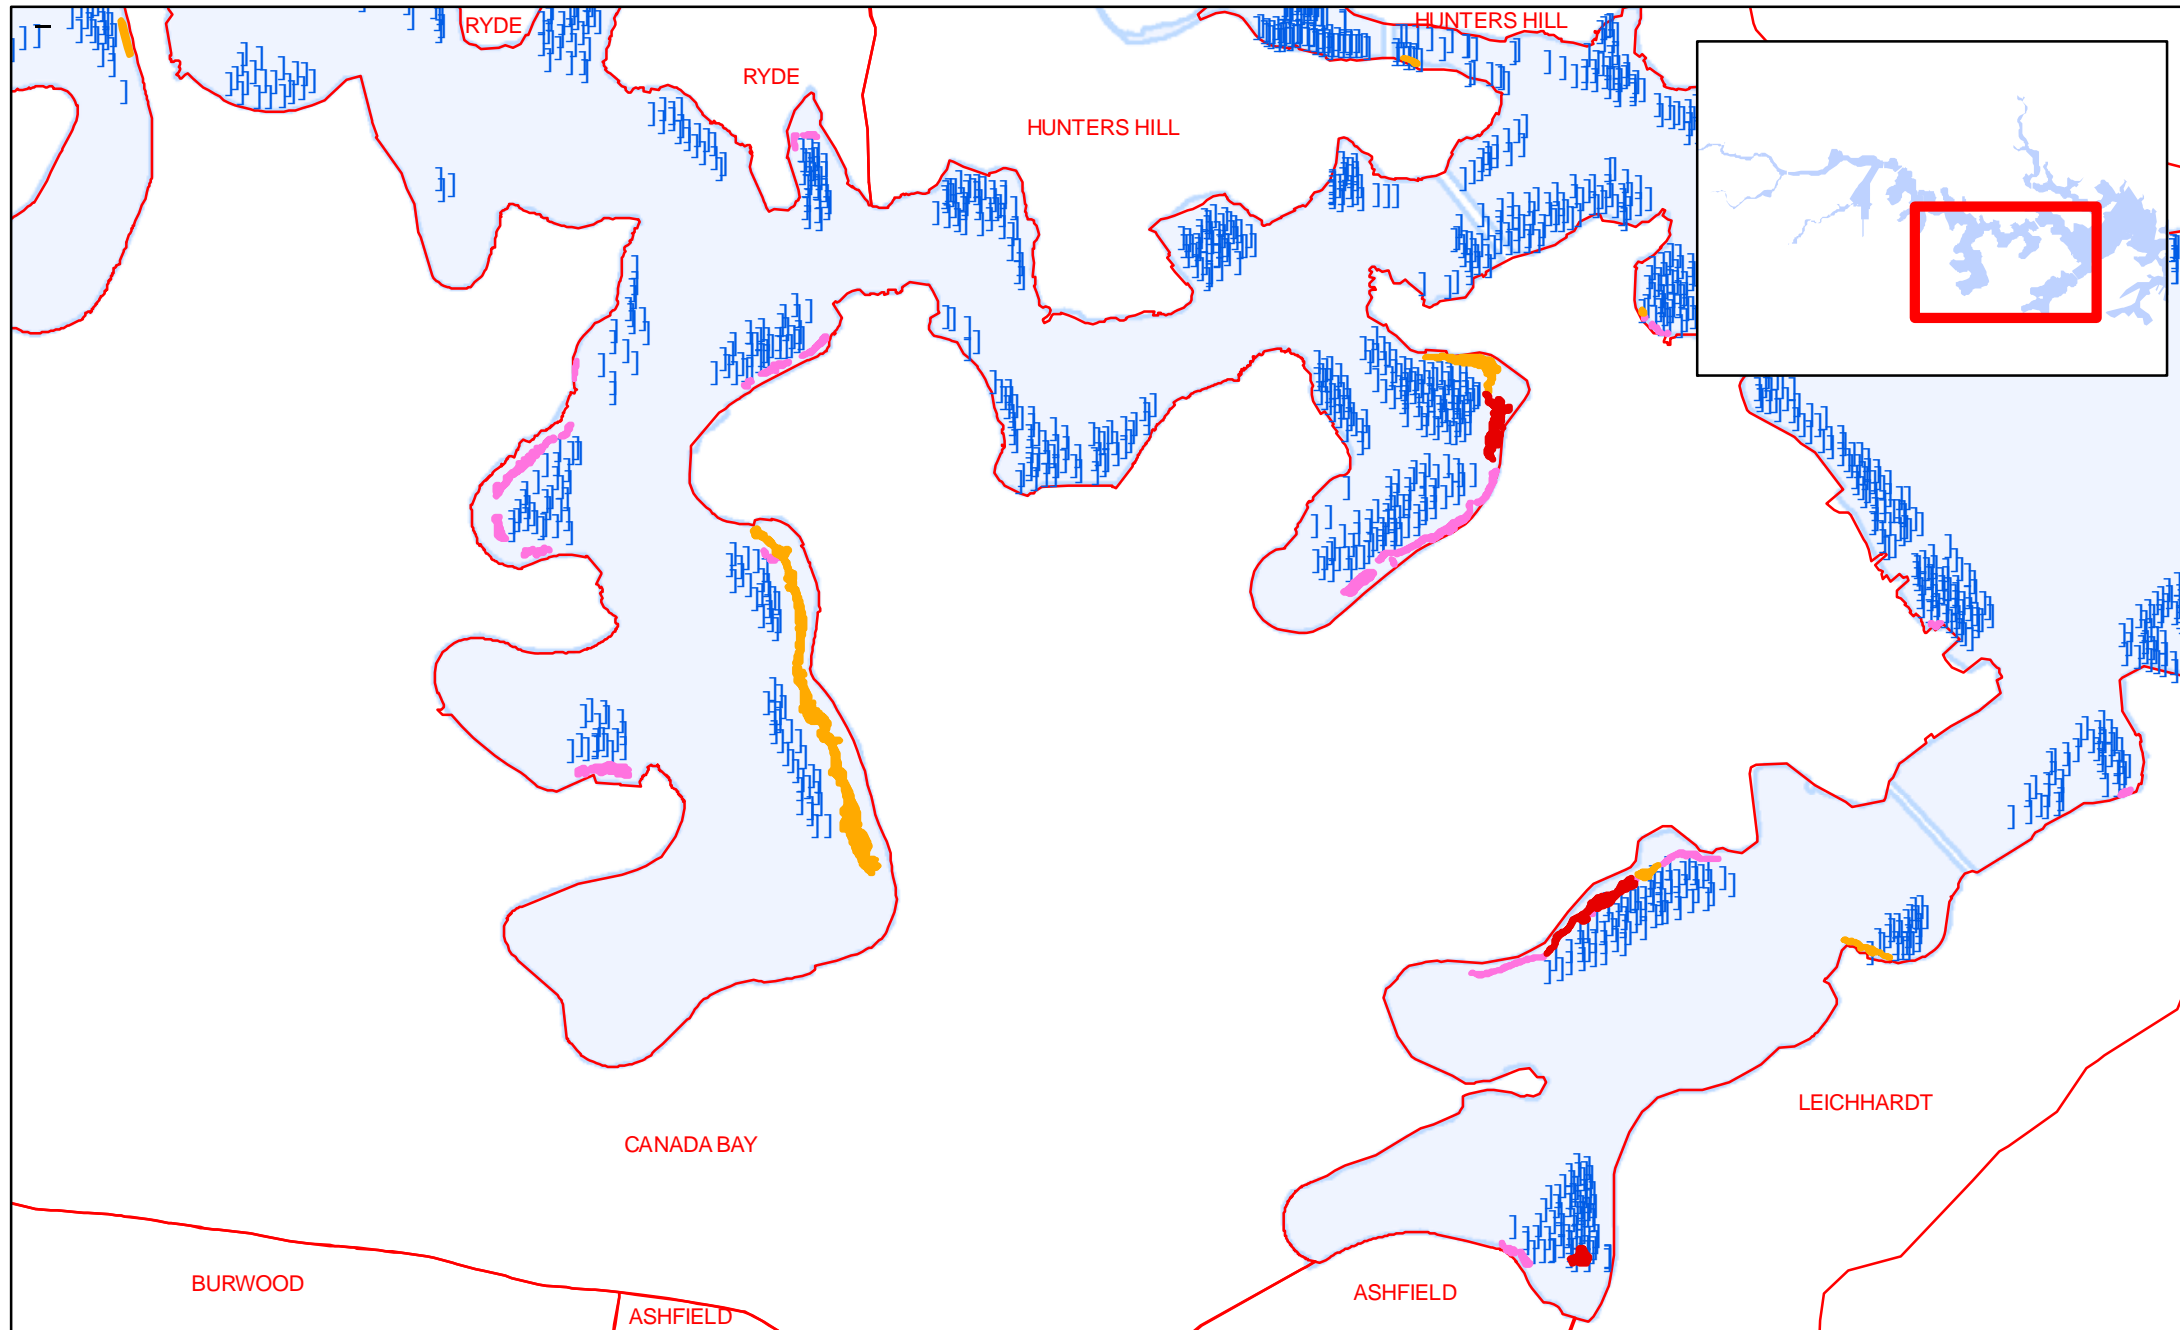 RYDE
HUNTERS HILL
RYDE
HUNTERS HILL
LEICHHARDT
CANADA BAY
BURWOOD
ASHFIELD
ASHFIELD